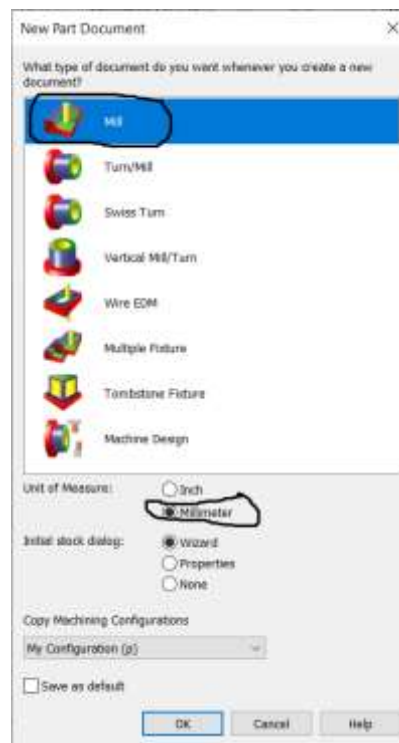 New Part Document
What type of document do you want whenever you create a new
document?
Mill
Turn/Mill
Swiss Turn
Vertical Mill/Turn
Wire EDM
Multiple Fixture
Tombstone Fixture
Machine Design
Unit of Measure:
Inch
Millimeter
Initial stock dialog:
Wizard
Properties
None
Copy Machining Configurations
My Configuration (p)
Save as default
OK
Cancel
Help